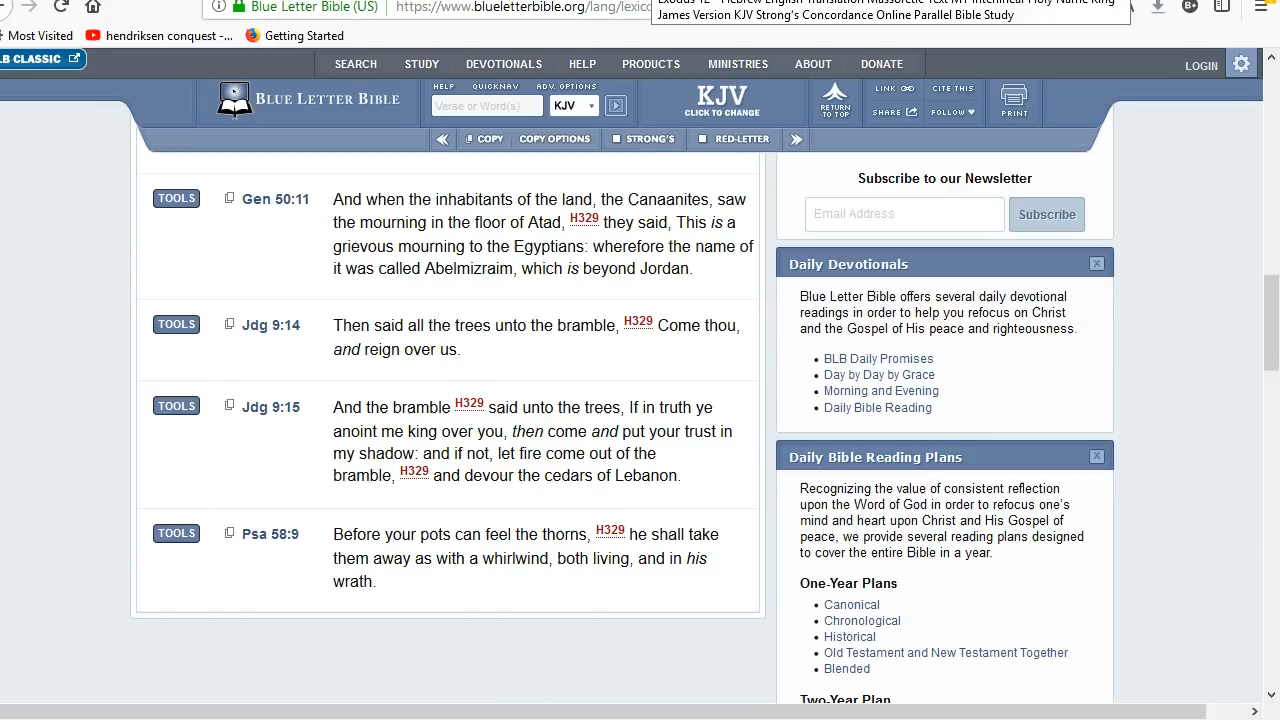 Exodus 12 - Hebrew English Translation Massoretic Text MT Interlinear Holy Name King
James Version KJV Strong's Concordance Online Parallel Bible Study
Blue Letter Bible (US)
https://www.blueletterbible.org/lang/lexico
Most Visited
hendriksen conquest -...
Getting Started
LB CLASSIC
SEARCH STUDY DEVOTIONALS HELP PRODUCTS MINISTRIES ABOUT DONATE
LOGIN
BLUE LETTER BIBLE
HELP QUICKNAV ADV. OPTIONS
Verse or Word(s)
KJV
KJV
CLICK TO CHANGE
RETURN
TO TOP
LINK
CITE THIS
SHARE
FOLLOW
PRINT
COPY COPY OPTIONS STRONG'S RED-LETTER
TOOLS Gen 50:11 And when the inhabitants of the land, the Canaanites, saw
the mourning in the floor of Atad, H329 they said, This is a
grievous mourning to the Egyptians: wherefore the name of
it was called Abelmizraim, which is beyond Jordan.
TOOLS Jdg 9:14 Then said all the trees unto the bramble, H329 Come thou,
and reign over us.
TOOLS Jdg 9:15 And the bramble H329 said unto the trees, If in truth ye
anoint me king over you, then come and put your trust in
my shadow: and if not, let fire come out of the
bramble, H329 and devour the cedars of Lebanon.
TOOLS Psa 58:9 Before your pots can feel the thorns, H329 he shall take
them away as with a whirlwind, both living, and in his
wrath.
Subscribe to our Newsletter
Email Address
Subscribe
Daily Devotionals
Blue Letter Bible offers several daily devotional
readings in order to help you refocus on Christ
and the Gospel of His peace and righteousness.
BLB Daily Promises
Day by Day by Grace
Morning and Evening
Daily Bible Reading
Daily Bible Reading Plans
Recognizing the value of consistent reflection
upon the Word of God in order to refocus one's
mind and heart upon Christ and His Gospel of
peace, we provide several reading plans designed
to cover the entire Bible in a year.
One-Year Plans
Canonical
Chronological
Historical
Old Testament and New Testament Together
Blended
Two-Year Plan